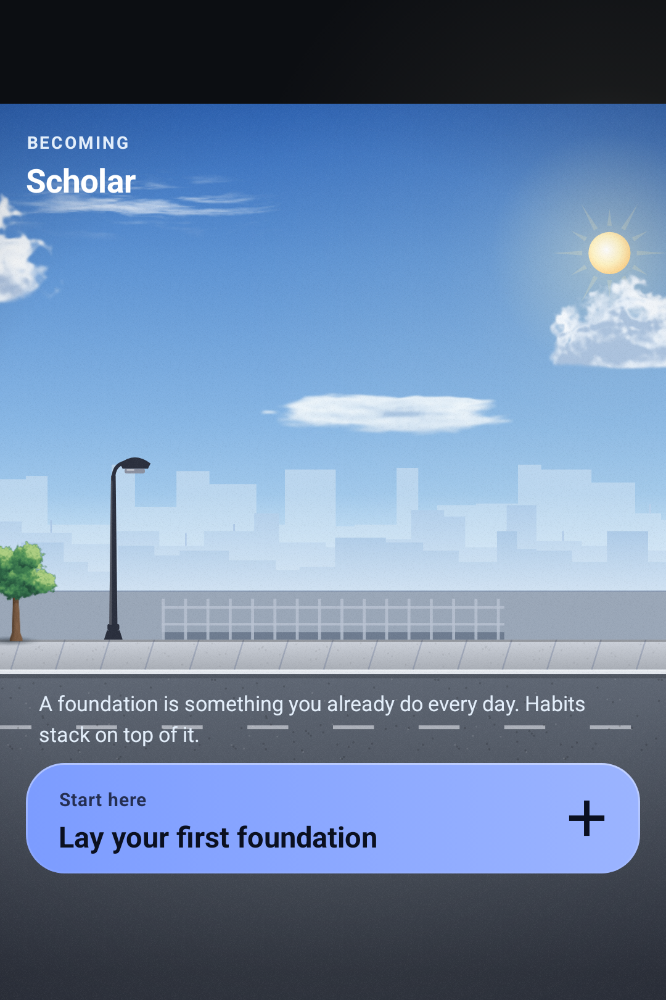 BECOMING
Scholar
A foundation is something you already do every day. Habits
stack on top of it.
Start here
Lay your first foundation